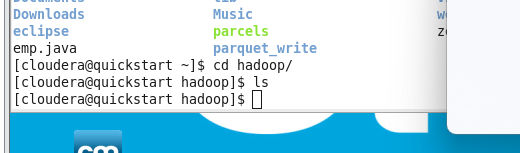 Downloads Music
eclipse parcels
emp.java parquet_write
[cloudera@quickstart ~]$ cd hadoop/
[cloudera@quickstart hadoop]$ ls
[cloudera@quickstart hadoop]$